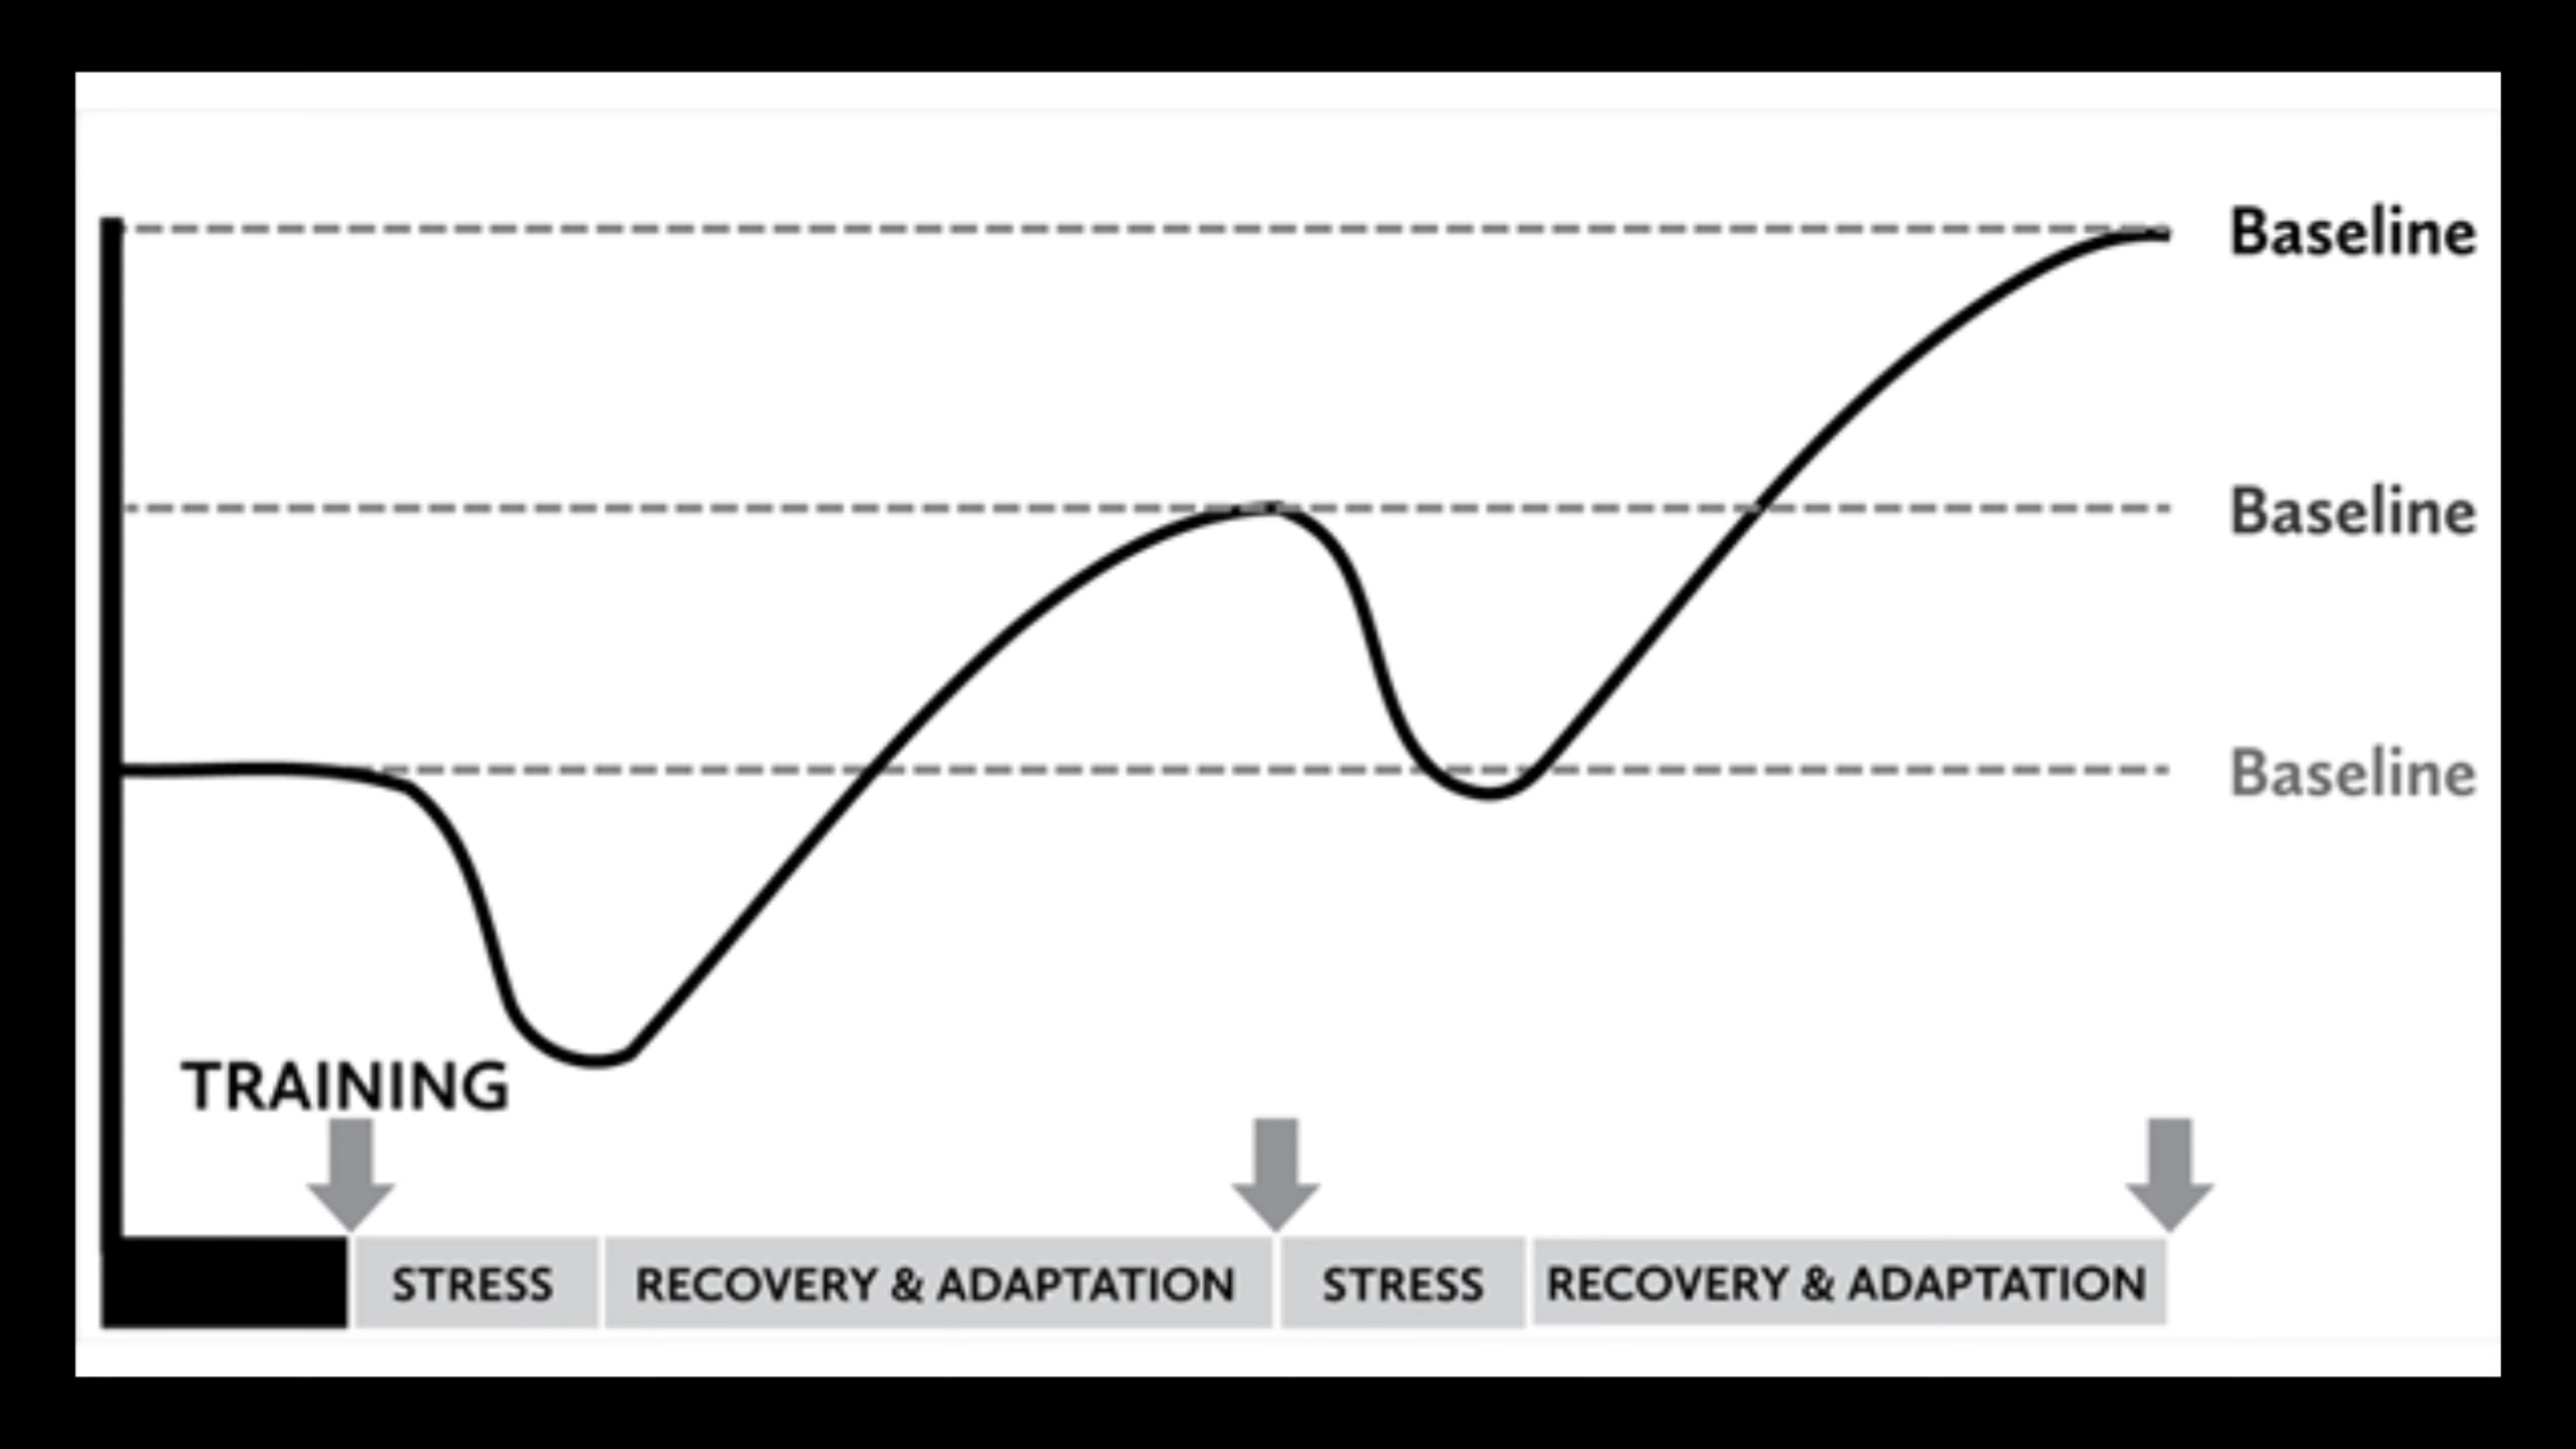 Baseline
Baseline
Baseline
TRAINING
STRESS
RECOVERY & ADAPTATION
STRESS
RECOVERY & ADAPTATION